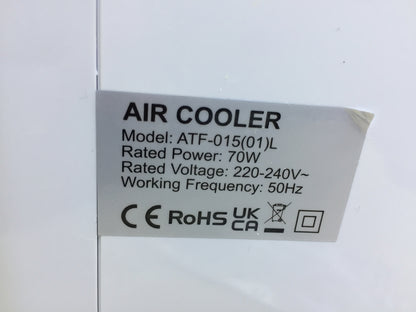 AIR COOLER
Model: ATF-015(01)L
Rated Power: 70W
Rated Voltage: 220-240V~
Working Frequency: 50Hz
CE RoHS UK CA